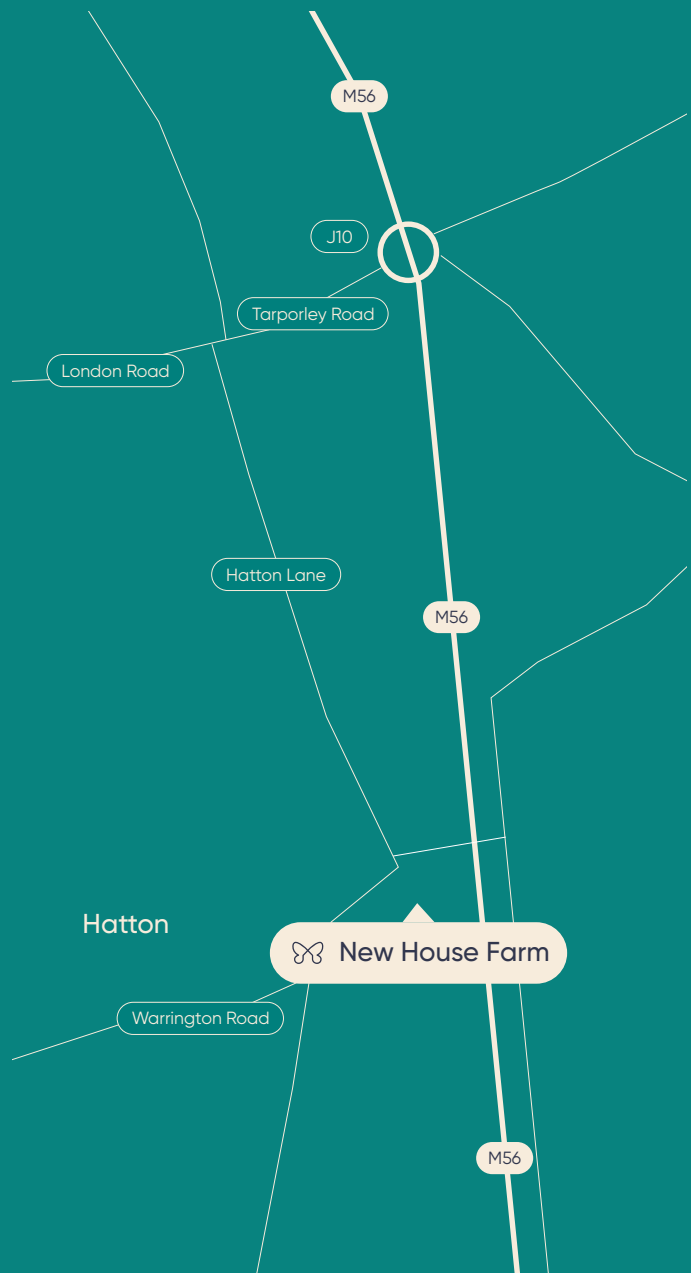 M56
J10
Tarporley Road
London Road
Hatton Lane
M56
Hatton
New House Farm
Warrington Road
M56